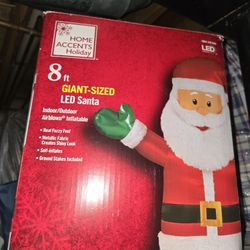 HOME
ACCENTS
Holiday
LED
8 ft
GIANT-SIZED
LED Santa
Indoor/Outdoor
Airblown® Inflatable
• Real Fuzzy Feel
• Metallic Fabric
Creates Shiny Look
• Self-Inflates
• Ground Stakes Included